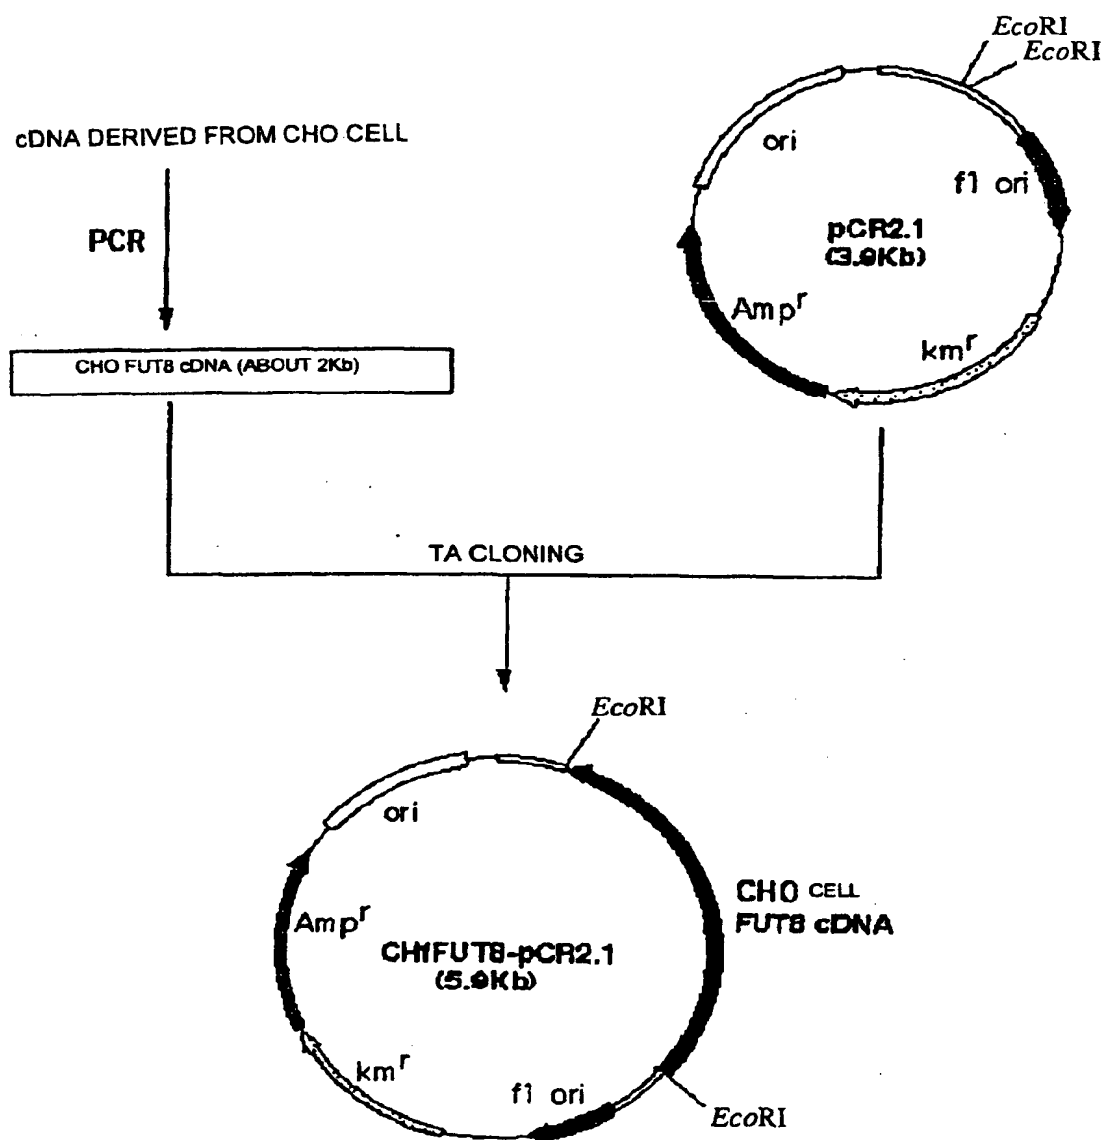 EcoRI
EcoRI
cDNA DERIVED FROM CHO CELL
ori
f1 ori
PCR
pCR2.1
(3.9Kb)
Amp^r
km^r
CHO FUT8 cDNA (ABOUT 2Kb)
TA CLONING
EcoRI
ori
CHO CELL
FUT8 cDNA
Amp^r
CHfFUT8-pCR2.1
(5.9Kb)
km^r
f1 ori
EcoRI